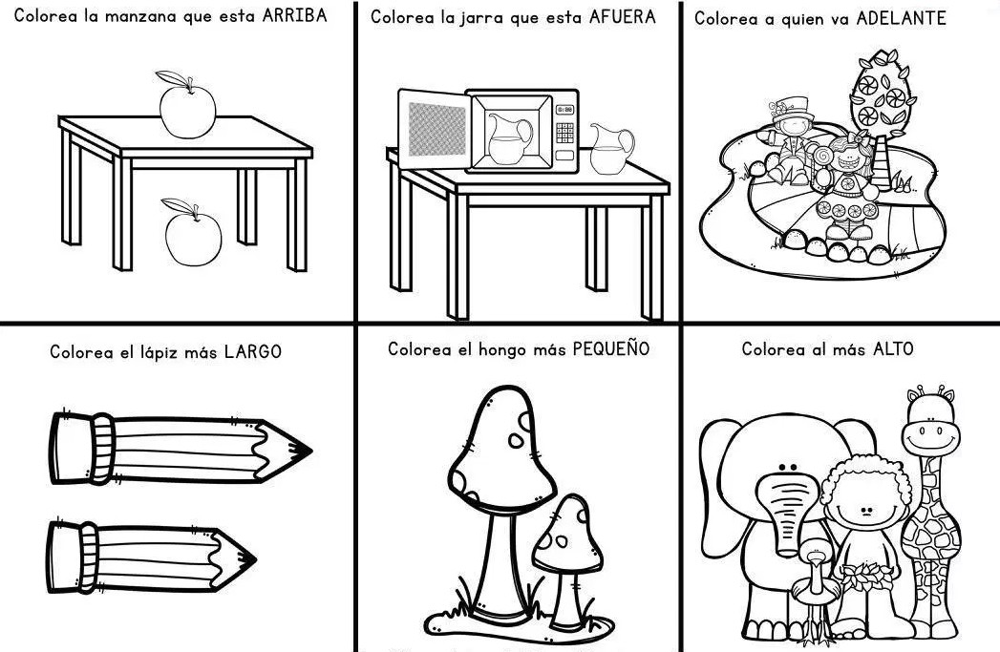 Colorea la manzana que esta ARRIBA
Colorea la jarra que esta AFUERA
Colorea a quien va ADELANTE
Colorea el lápiz más LARGO
Colorea el hongo más PEQUEÑO
Colorea al más ALTO